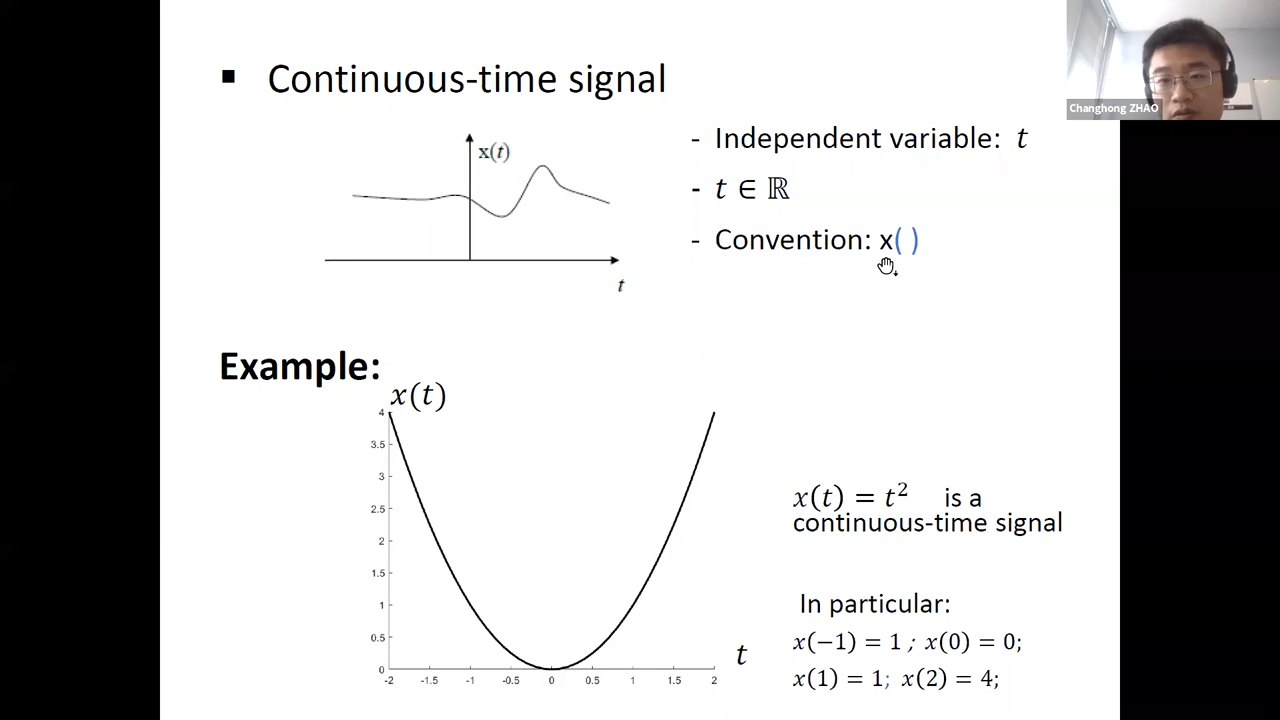 ▪ Continuous-time signal
Changhong ZHAO
x(t)
t
- Independent variable: t
- t ∈ ℝ
- Convention: x( )
Example:
x(t)
4
3.5
3
2.5
2
1.5
1
0.5
0
-2 -1.5 -1 -0.5 0 0.5 1 1.5 2
t
x(t) = t² is a
continuous-time signal
In particular:
x(−1) = 1 ; x(0) = 0;
x(1) = 1; x(2) = 4;